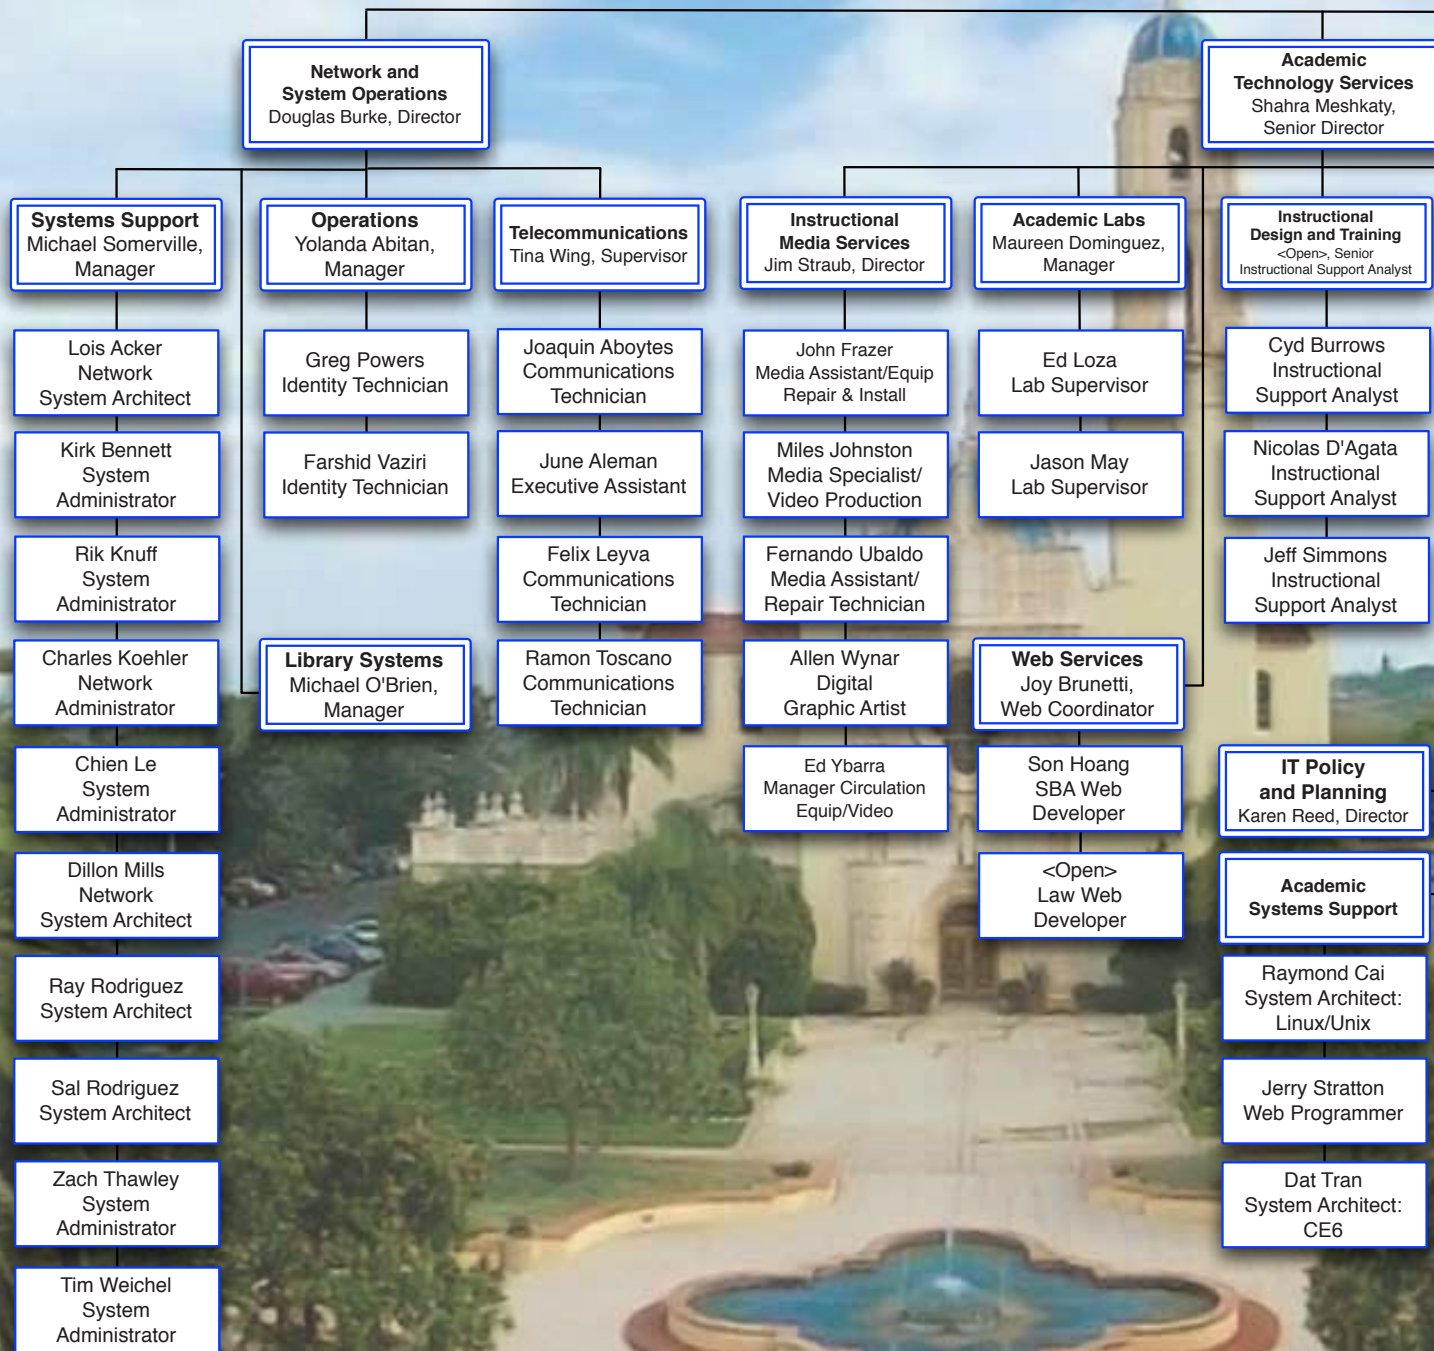 Network and
System Operations
Douglas Burke, Director
Academic
Technology Services
Shahra Meshkaty,
Senior Director
Systems Support
Michael Somerville,
Manager
Operations
Yolanda Abitan,
Manager
Telecommunications
Tina Wing, Supervisor
Instructional
Media Services
Jim Straub, Director
Academic Labs
Maureen Dominguez,
Manager
Instructional
Design and Training
<Open>, Senior
Instructional Support Analyst
Lois Acker
Network
System Architect
Kirk Bennett
System
Administrator
Rik Knuff
System
Administrator
Charles Koehler
Network
Administrator
Chien Le
System
Administrator
Dillon Mills
Network
System Architect
Ray Rodriguez
System Architect
Sal Rodriguez
System Architect
Zach Thawley
System
Administrator
Tim Weichel
System
Administrator
Greg Powers
Identity Technician
Farshid Vaziri
Identity Technician
Library Systems
Michael O'Brien,
Manager
Joaquin Aboytes
Communications
Technician
June Aleman
Executive Assistant
Felix Leyva
Communications
Technician
Ramon Toscano
Communications
Technician
John Frazer
Media Assistant/Equip
Repair & Install
Miles Johnston
Media Specialist/
Video Production
Fernando Ubaldo
Media Assistant/
Repair Technician
Allen Wynar
Digital
Graphic Artist
Ed Ybarra
Manager Circulation
Equip/Video
Ed Loza
Lab Supervisor
Jason May
Lab Supervisor
Web Services
Joy Brunetti,
Web Coordinator
Son Hoang
SBA Web
Developer
<Open>
Law Web
Developer
Cyd Burrows
Instructional
Support Analyst
Nicolas D'Agata
Instructional
Support Analyst
Jeff Simmons
Instructional
Support Analyst
IT Policy
and Planning
Karen Reed, Director
Academic
Systems Support
Raymond Cai
System Architect:
Linux/Unix
Jerry Stratton
Web Programmer
Dat Tran
System Architect:
CE6